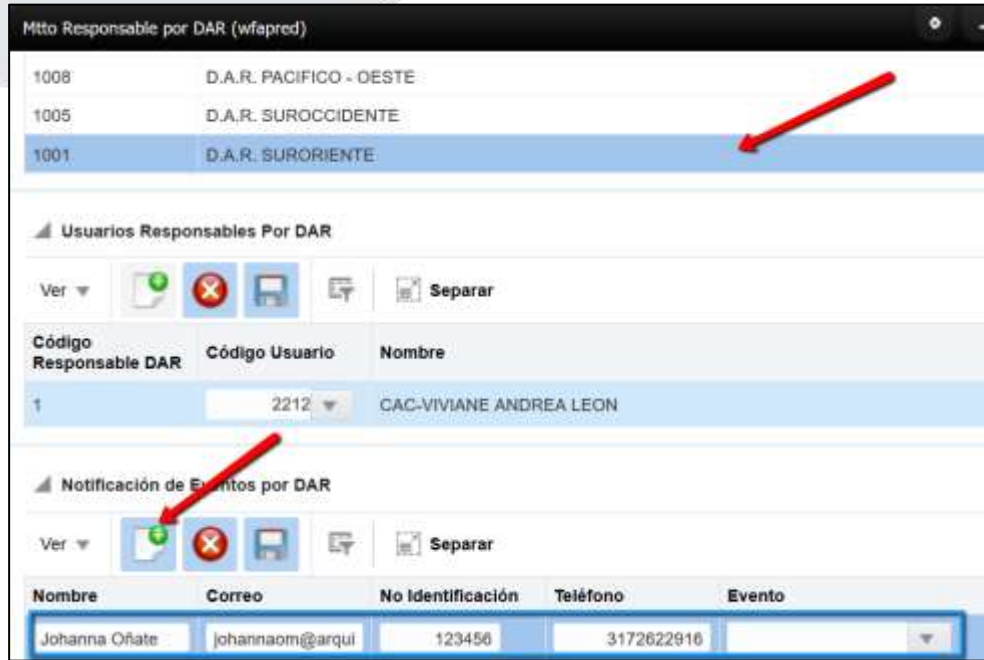 Mtto Responsable por DAR (wfapred)
1008 D.A.R. PACIFICO - OESTE
1005 D.A.R. SUROCCIDENTE
1001 D.A.R. SURORIENTE
Usuarios Responsables Por DAR
Ver Separar
Código Responsable DAR Código Usuario Nombre
1 2212 CAC-VIVIANE ANDREA LEON
Notificación de Eventos por DAR
Ver Separar
Nombre Correo No Identificación Teléfono Evento
Johanna Oñate johannaom@arqui 123456 3172622916